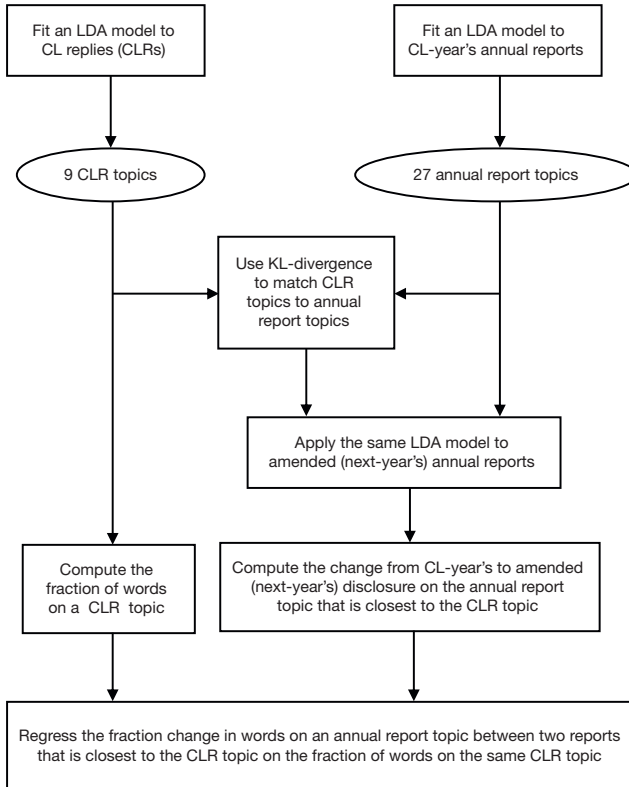 Fit an LDA model to
CL replies (CLRs)
Fit an LDA model to
CL-year's annual reports
9 CLR topics
27 annual report topics
Use KL-divergence
to match CLR
topics to annual
report topics
Apply the same LDA model to
amended (next-year's) annual reports
Compute the
fraction of words
on a CLR topic
Compute the change from CL-year's to amended
(next-year's) disclosure on the annual report
topic that is closest to the CLR topic
Regress the fraction change in words on an annual report topic between two reports
that is closest to the CLR topic on the fraction of words on the same CLR topic